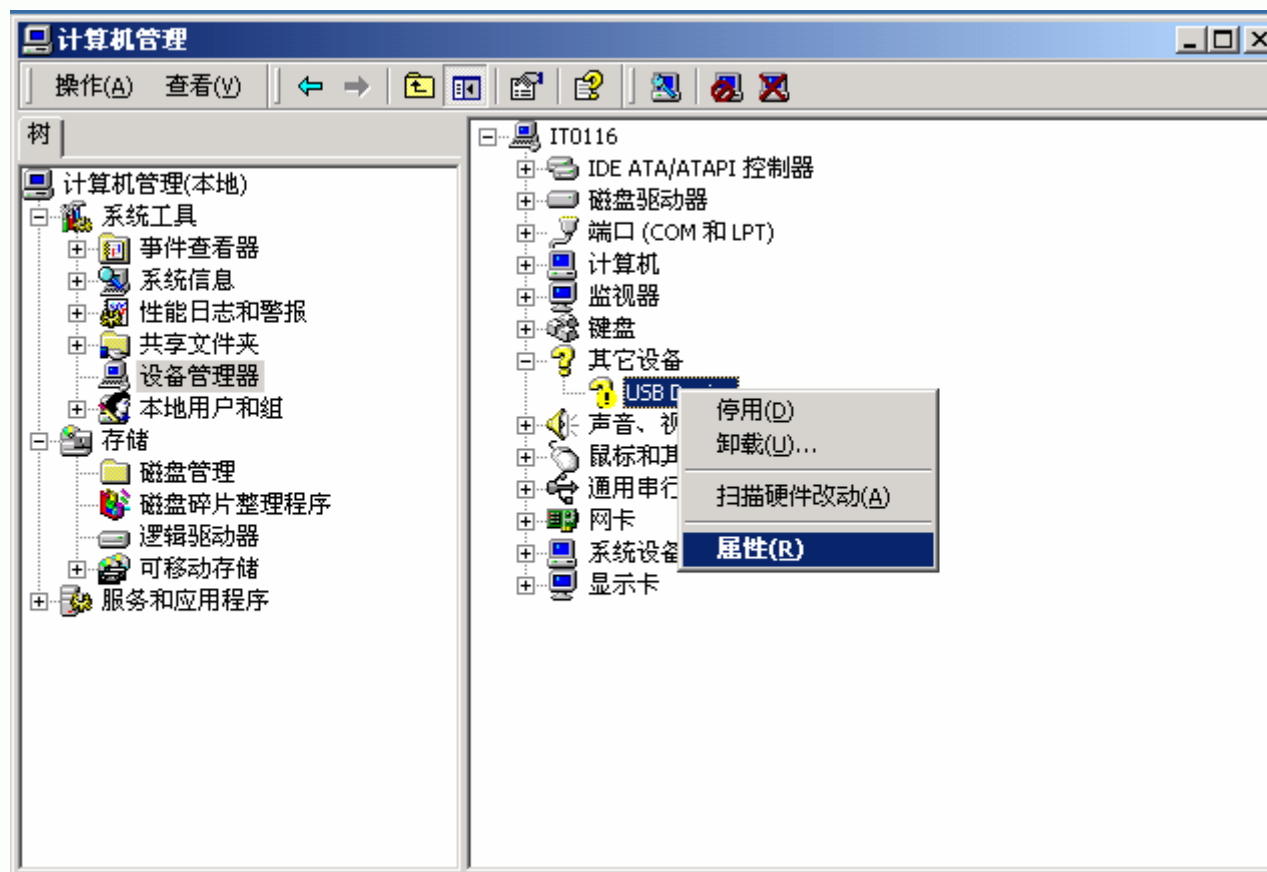 计算机管理
操作(A) 查看(V)
树
计算机管理(本地)
系统工具
事件查看器
系统信息
性能日志和警报
共享文件夹
设备管理器
本地用户和组
存储
磁盘管理
磁盘碎片整理程序
逻辑驱动器
可移动存储
服务和应用程序
IT0116
IDE ATA/ATAPI 控制器
磁盘驱动器
端口 (COM 和 LPT)
计算机
监视器
键盘
其它设备
USB
声音、视
鼠标和其
通用串行
网卡
系统设备
显示卡
停用(D)
卸载(U)...
扫描硬件改动(A)
属性(R)